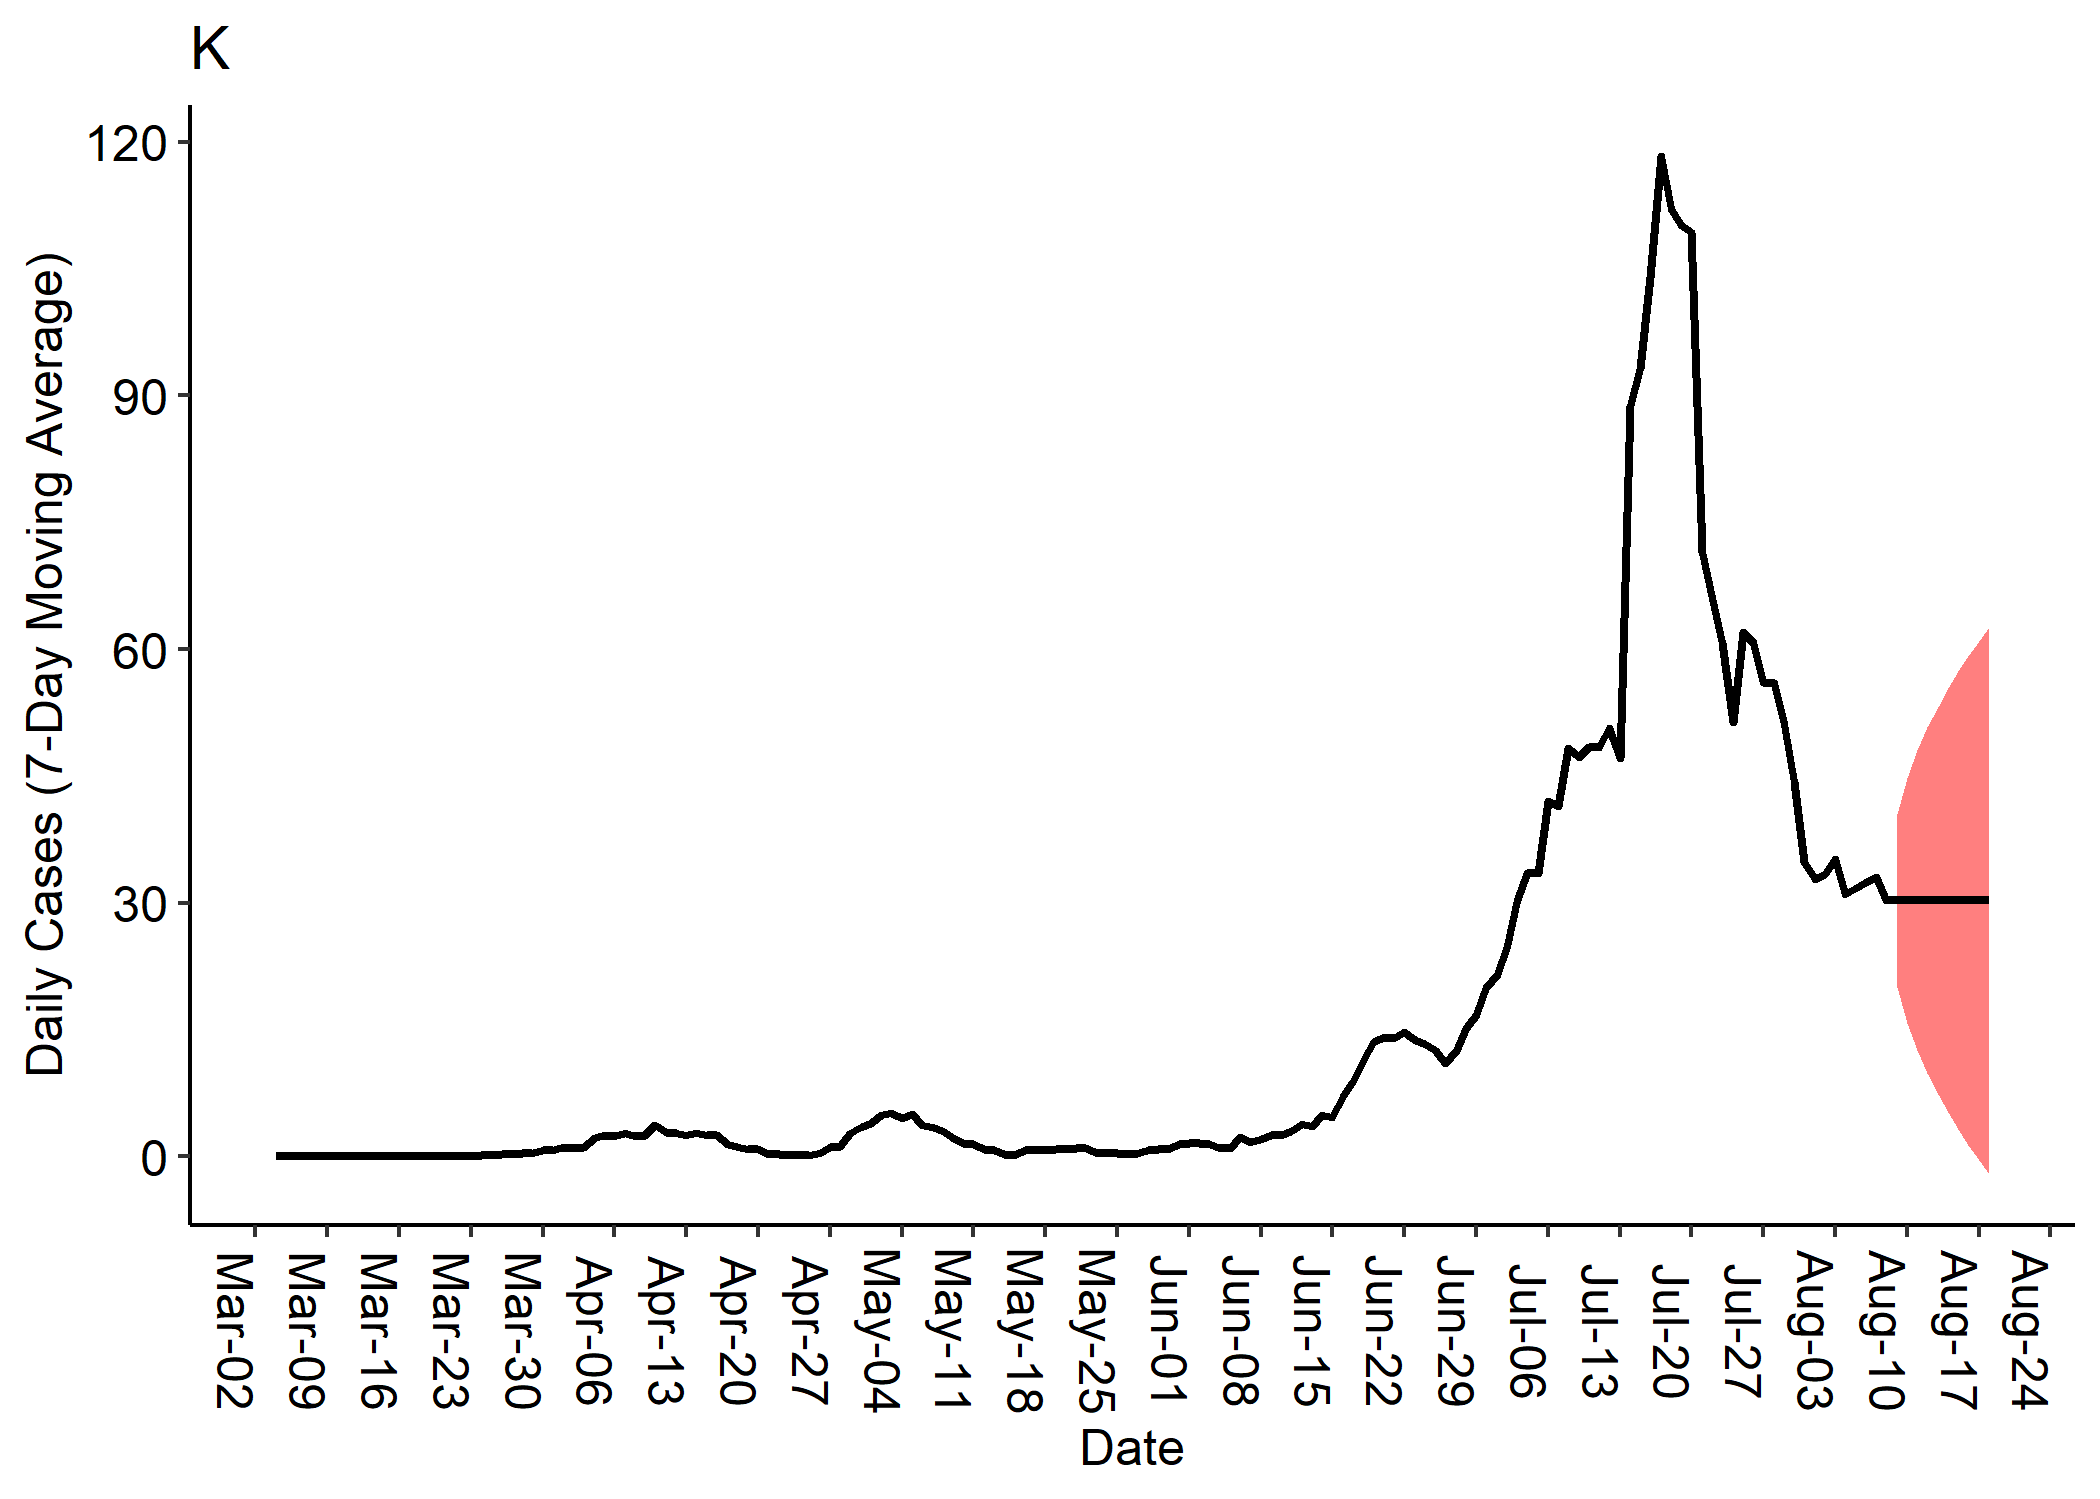 K
Daily Cases (7-Day Moving Average)
120
90
60
30
0
Mar-02
Mar-09
Mar-16
Mar-23
Mar-30
Apr-06
Apr-13
Apr-20
Apr-27
May-04
May-11
May-18
May-25
Jun-01
Jun-08
Jun-15
Jun-22
Jun-29
Jul-06
Jul-13
Jul-20
Jul-27
Aug-03
Aug-10
Aug-17
Aug-24
Date